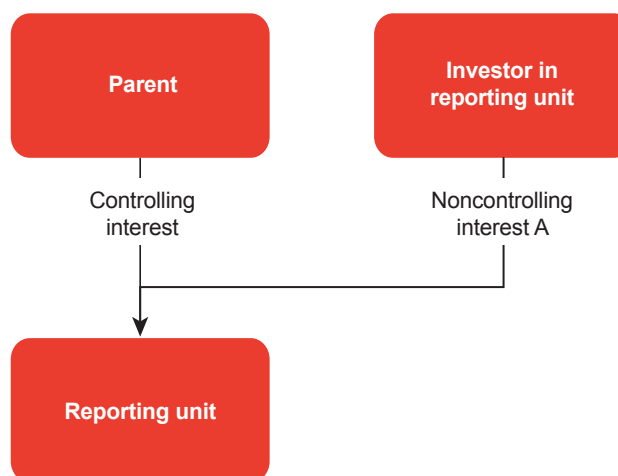 Parent
Investor in
reporting unit
Controlling
interest
Noncontrolling
interest A
Reporting unit